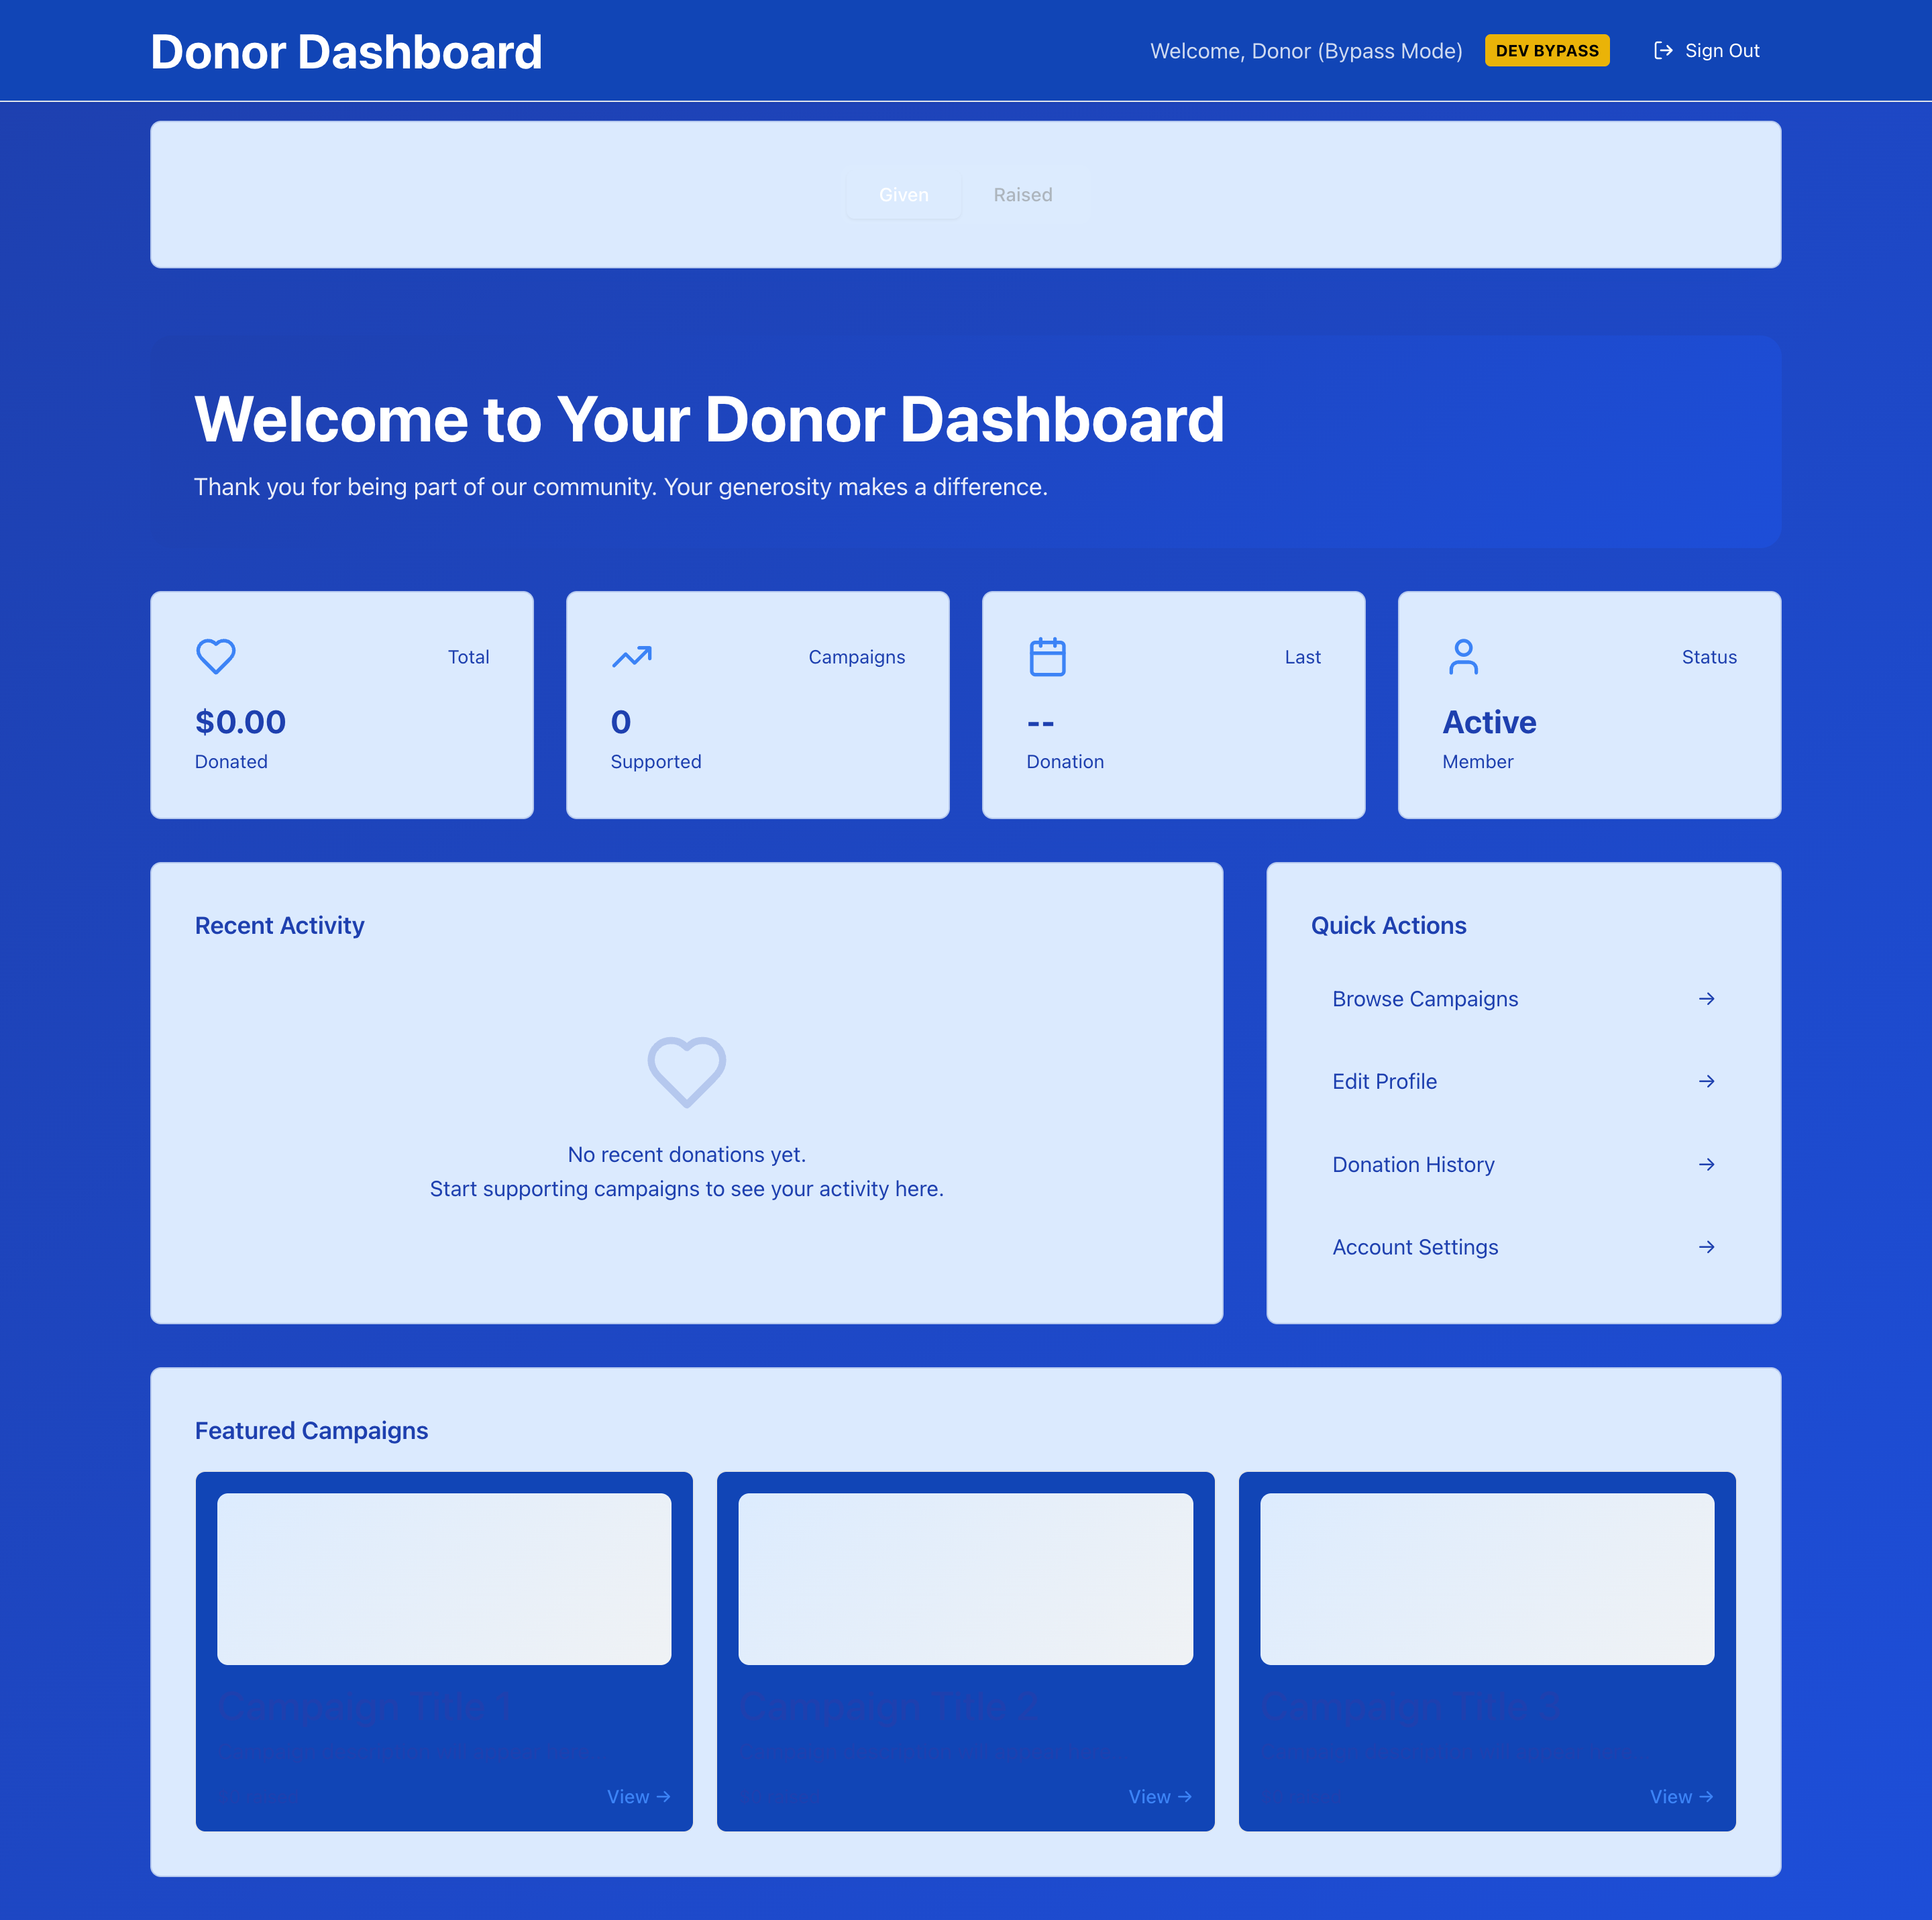 Donor Dashboard
Welcome, Donor (Bypass Mode)
DEV BYPASS
Sign Out
Given
Raised
Welcome to Your Donor Dashboard
Thank you for being part of our community. Your generosity makes a difference.
Total
$0.00
Donated
Campaigns
0
Supported
Last
--
Donation
Status
Active
Member
Recent Activity
No recent donations yet.
Start supporting campaigns to see your activity here.
Quick Actions
Browse Campaigns →
Edit Profile →
Donation History →
Account Settings →
Featured Campaigns
Campaign Title 1
View →
Campaign Title 2
View →
Campaign Title 3
View →